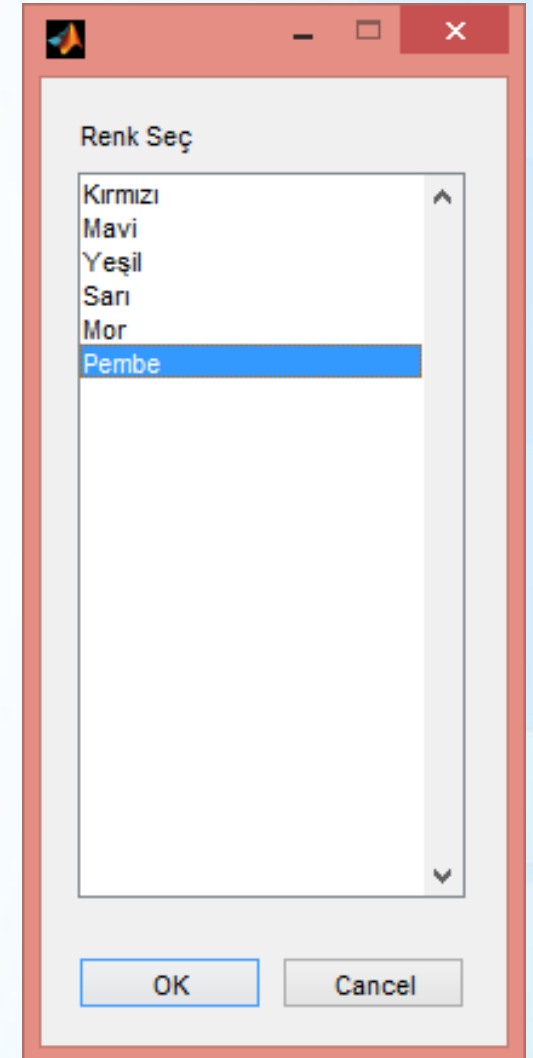 Renk Seç
Kırmızı
Mavi
Yeşil
Sarı
Mor
Pembe
OK
Cancel